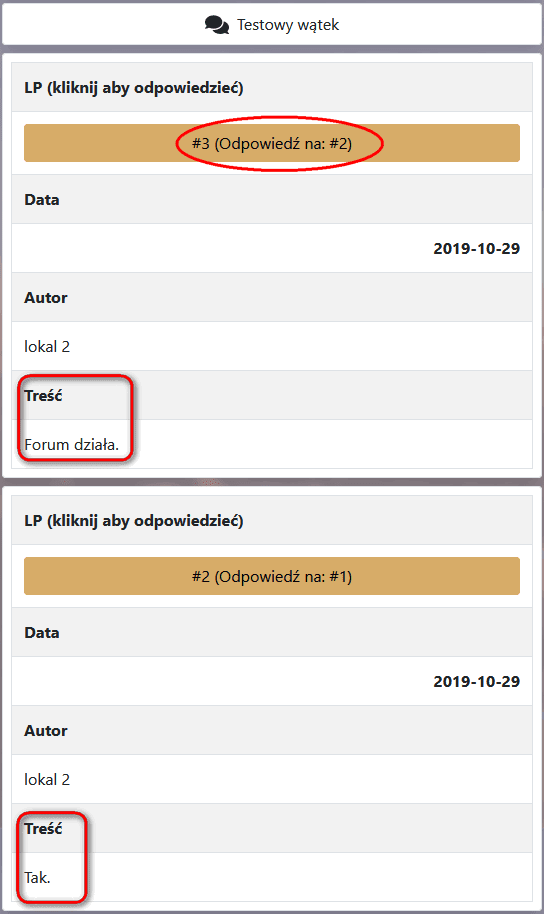 Testowy wątek
LP (kliknij aby odpowiedzieć)
#3 (Odpowiedź na: #2)
Data
2019-10-29
Autor
lokal 2
Treść
Forum działa.
LP (kliknij aby odpowiedzieć)
#2 (Odpowiedź na: #1)
Data
2019-10-29
Autor
lokal 2
Treść
Tak.